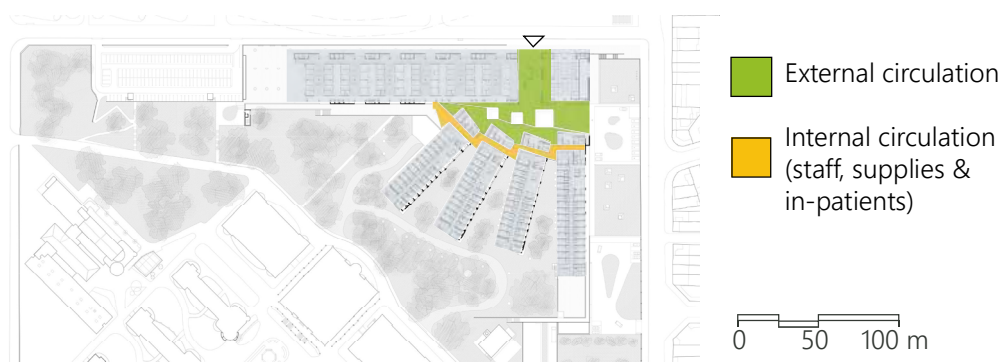 External circulation
Internal circulation
(staff, supplies &
in-patients)
0 50 100 m